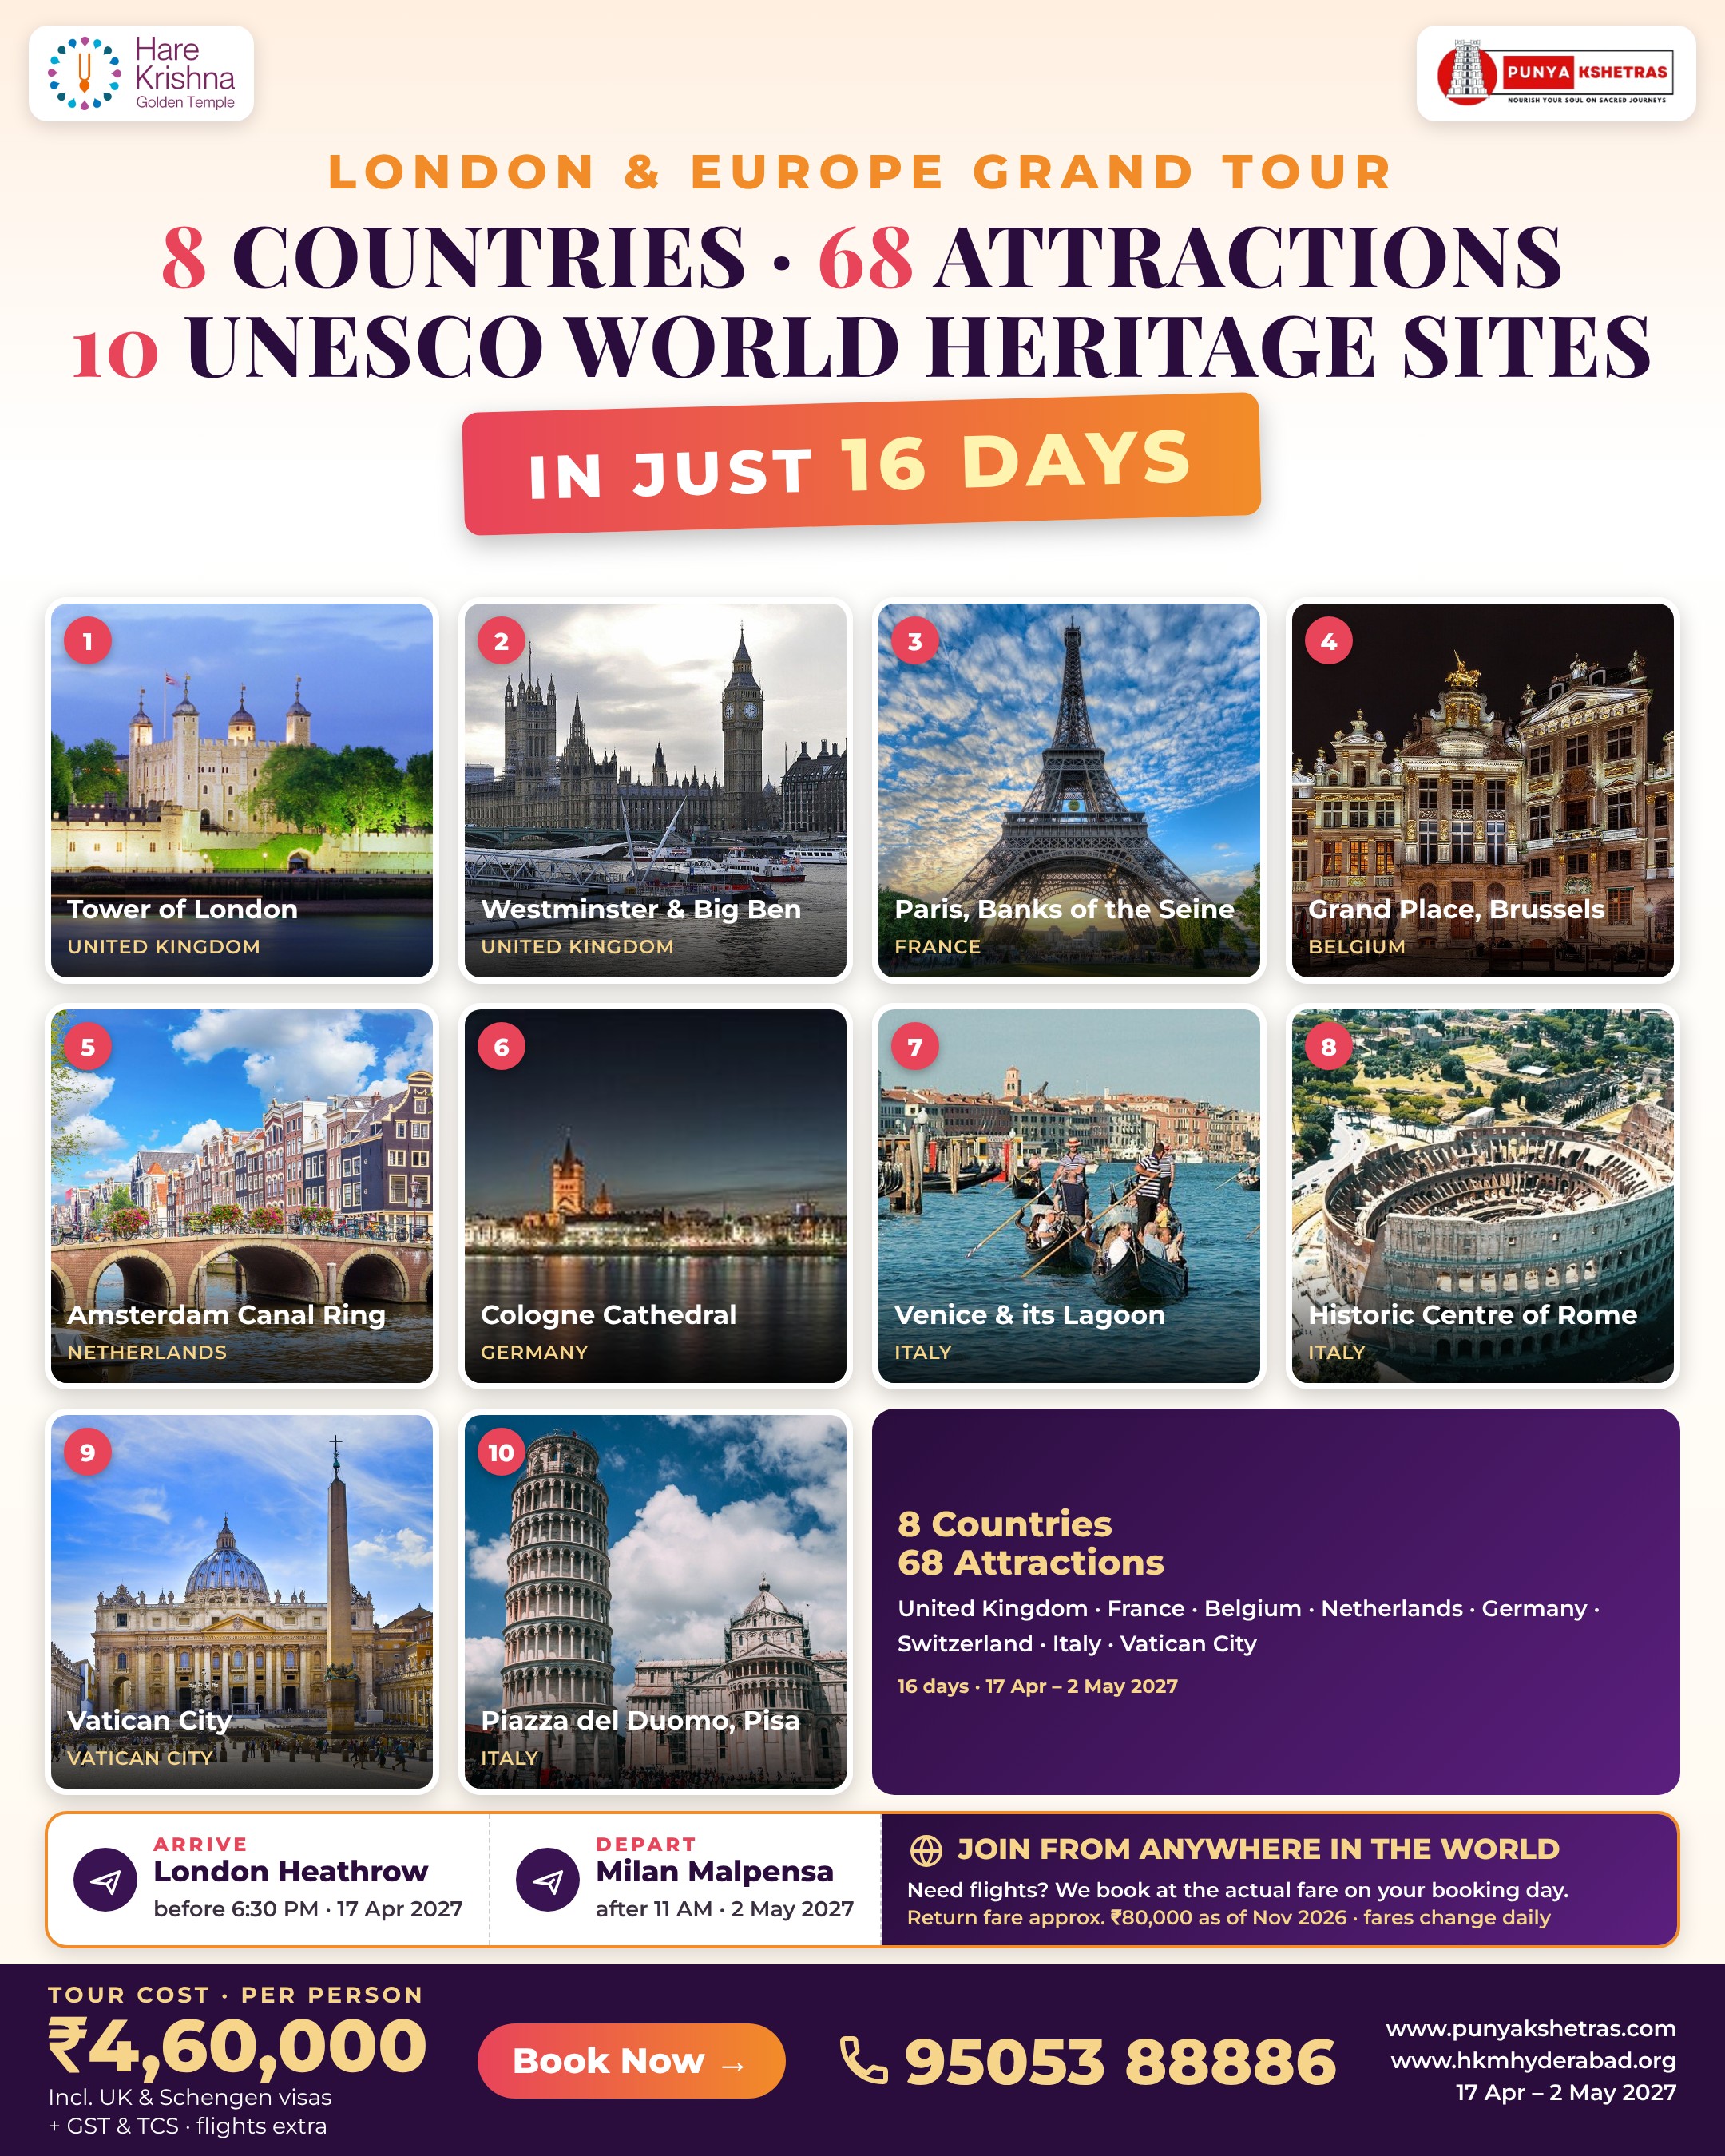 Hare
Krishna
Golden Temple
PUNYA KSHETRAS
NOURISH YOUR SOUL ON SACRED JOURNEYS
LONDON & EUROPE GRAND TOUR
8 COUNTRIES · 68 ATTRACTIONS
10 UNESCO WORLD HERITAGE SITES
IN JUST 16 DAYS
1
Tower of London
UNITED KINGDOM
2
Westminster & Big Ben
UNITED KINGDOM
3
Paris, Banks of the Seine
FRANCE
4
Grand Place, Brussels
BELGIUM
5
Amsterdam Canal Ring
NETHERLANDS
6
Cologne Cathedral
GERMANY
7
Venice & its Lagoon
ITALY
8
Historic Centre of Rome
ITALY
9
Vatican City
VATICAN CITY
10
Piazza del Duomo, Pisa
ITALY
8 Countries
68 Attractions
United Kingdom · France · Belgium · Netherlands · Germany ·
Switzerland · Italy · Vatican City
16 days · 17 Apr – 2 May 2027
ARRIVE
London Heathrow
before 6:30 PM · 17 Apr 2027
DEPART
Milan Malpensa
after 11 AM · 2 May 2027
JOIN FROM ANYWHERE IN THE WORLD
Need flights? We book at the actual fare on your booking day.
Return fare approx. ₹80,000 as of Nov 2026 · fares change daily
TOUR COST · PER PERSON
₹4,60,000
Incl. UK & Schengen visas
+ GST & TCS · flights extra
Book Now →
95053 88886
www.punyakshetras.com
www.hkmhyderabad.org
17 Apr – 2 May 2027